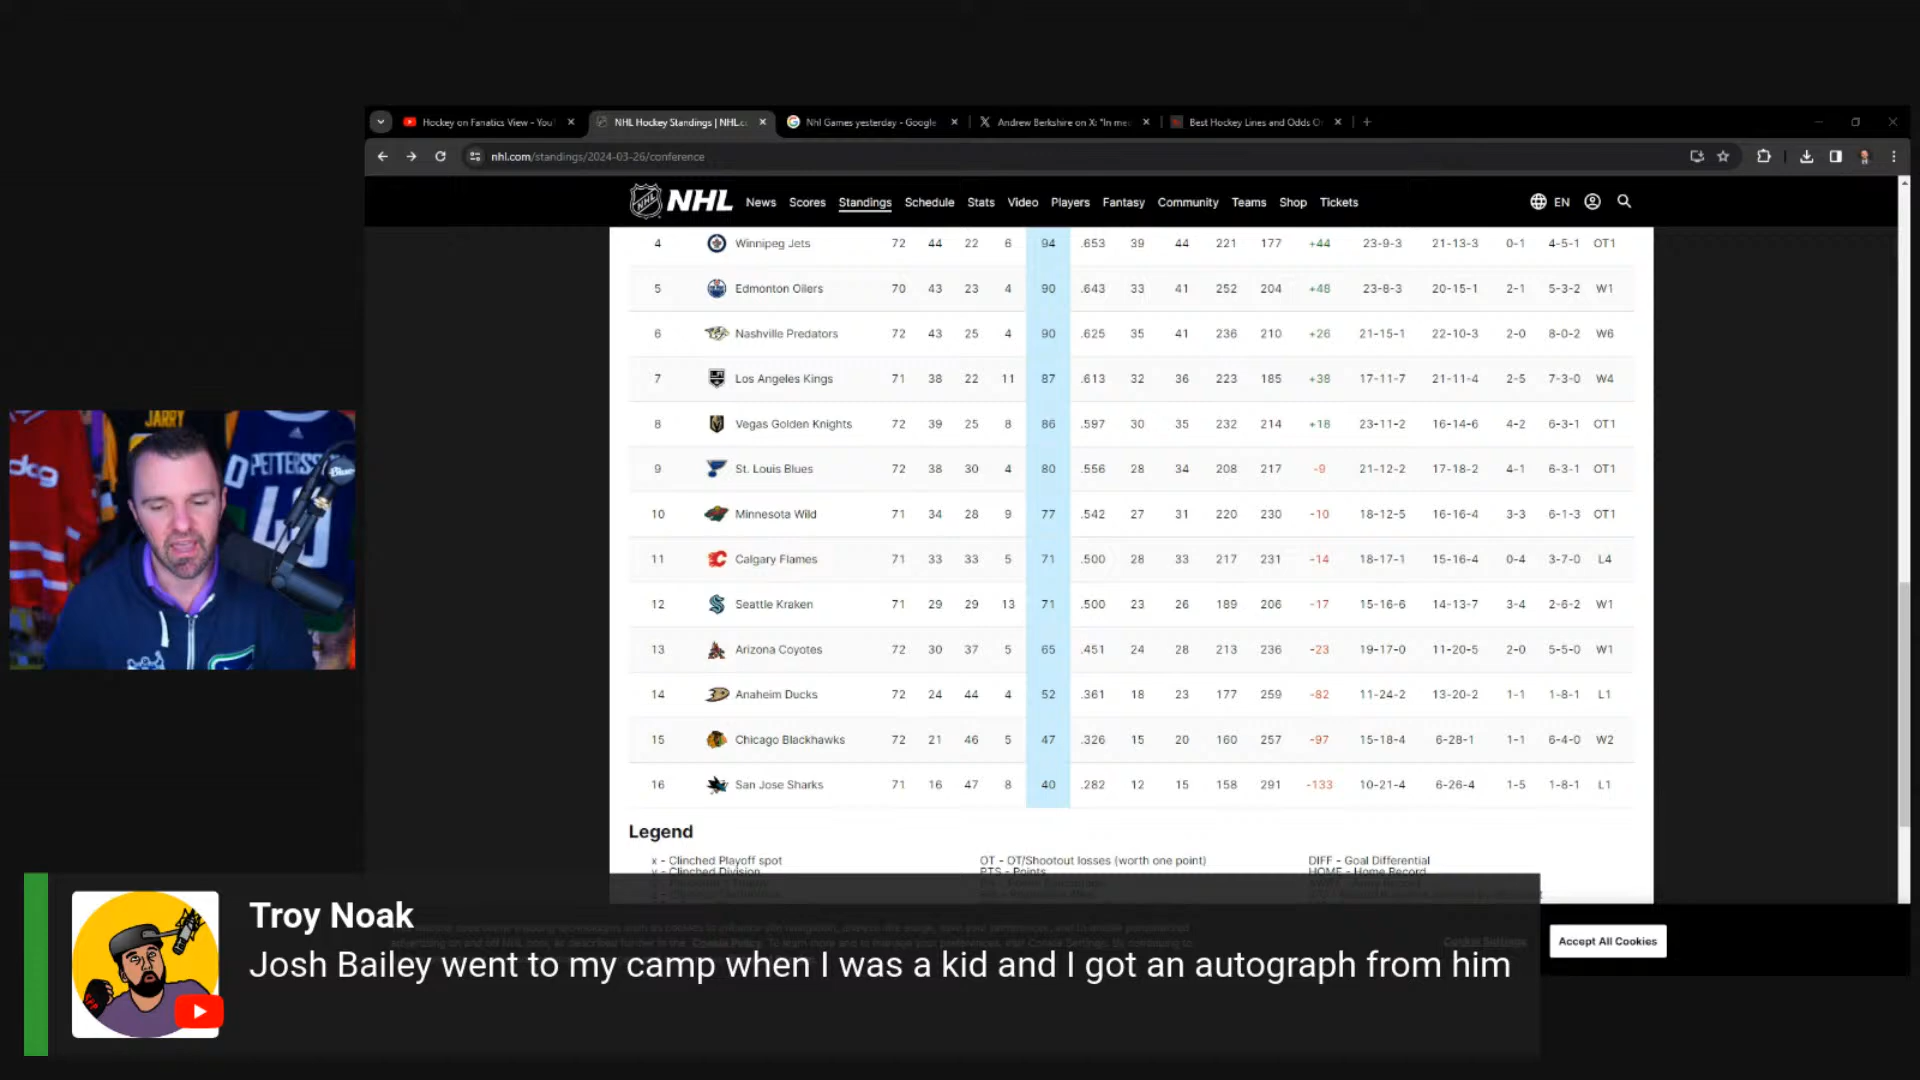 Hockey on Fanatics View - You
NHL Hockey Standings | NHL.c
Nhl Games yesterday - Google
Andrew Berkshire on X: "In me
Best Hockey Lines and Odds O
nhl.com/standings/2024-03-26/conference
NHL News Scores Standings Schedule Stats Video Players Fantasy Community Teams Shop Tickets EN
4 Winnipeg Jets 72 44 22 6 94 .653 39 44 221 177 +44 23-9-3 21-13-3 0-1 4-5-1 OT1
5 Edmonton Oilers 70 43 23 4 90 .643 33 41 252 204 +48 23-8-3 20-15-1 2-1 5-3-2 W1
6 Nashville Predators 72 43 25 4 90 .625 35 41 236 210 +26 21-15-1 22-10-3 2-0 8-0-2 W6
7 Los Angeles Kings 71 38 22 11 87 .613 32 36 223 185 +38 17-11-7 21-11-4 2-5 7-3-0 W4
8 Vegas Golden Knights 72 39 25 8 86 .597 30 35 232 214 +18 23-11-2 16-14-6 4-2 6-3-1 OT1
9 St. Louis Blues 72 38 30 4 80 .556 28 34 208 217 -9 21-12-2 17-18-2 4-1 6-3-1 OT1
10 Minnesota Wild 71 34 28 9 77 .542 27 31 220 230 -10 18-12-5 16-16-4 3-3 6-1-3 OT1
11 Calgary Flames 71 33 33 5 71 .500 28 33 217 231 -14 18-17-1 15-16-4 0-4 3-7-0 L4
12 Seattle Kraken 71 29 29 13 71 .500 23 26 189 206 -17 15-16-6 14-13-7 3-4 2-6-2 W1
13 Arizona Coyotes 72 30 37 5 65 .451 24 28 213 236 -23 19-17-0 11-20-5 2-0 5-5-0 W1
14 Anaheim Ducks 72 24 44 4 52 .361 18 23 177 259 -82 11-24-2 13-20-2 1-1 1-8-1 L1
15 Chicago Blackhawks 72 21 46 5 47 .326 15 20 160 257 -97 15-18-4 6-28-1 1-1 6-4-0 W2
16 San Jose Sharks 71 16 47 8 40 .282 12 15 158 291 -133 10-21-4 6-26-4 1-5 1-8-1 L1
JARRY
PETTERSS
40
Legend
x - Clinched Playoff spot OT - OT/Shootout losses (worth one point) DIFF - Goal Differential
y - Clinched Division PTS - Points HOME - Home Record
Cookie Settings
Accept All Cookies
Troy Noak
Josh Bailey went to my camp when I was a kid and I got an autograph from him